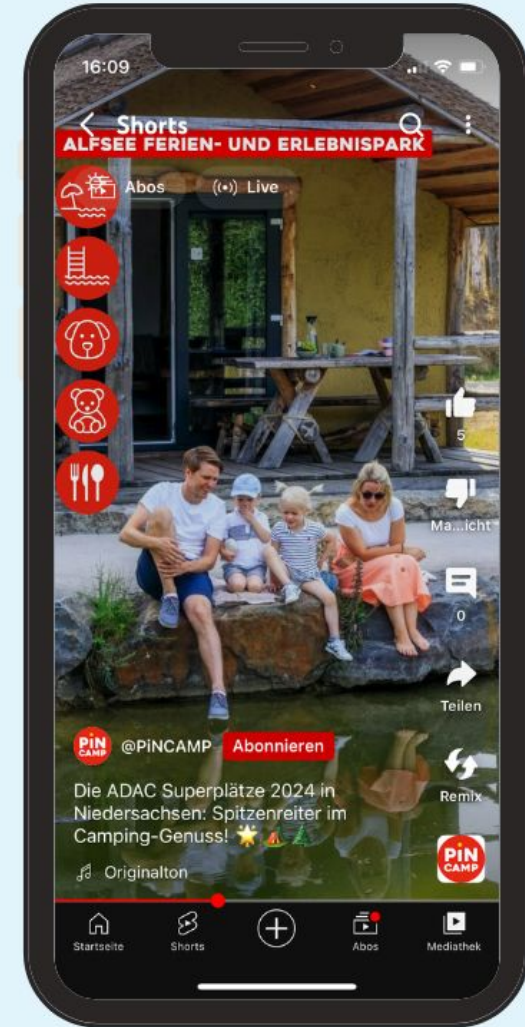 16:09
Shorts
ALFSEE FERIEN- UND ERLEBNISPARK
Abos
Live
5
Ma...icht
0
Teilen
PiN CAMP
@PiNCAMP
Abonnieren
Die ADAC Superplätze 2024 in
Niedersachsen: Spitzenreiter im
Camping-Genuss! 🌟⛺🌲
Remix
Originalton
PiN
CAMP
Startseite
Shorts
Abos
Mediathek